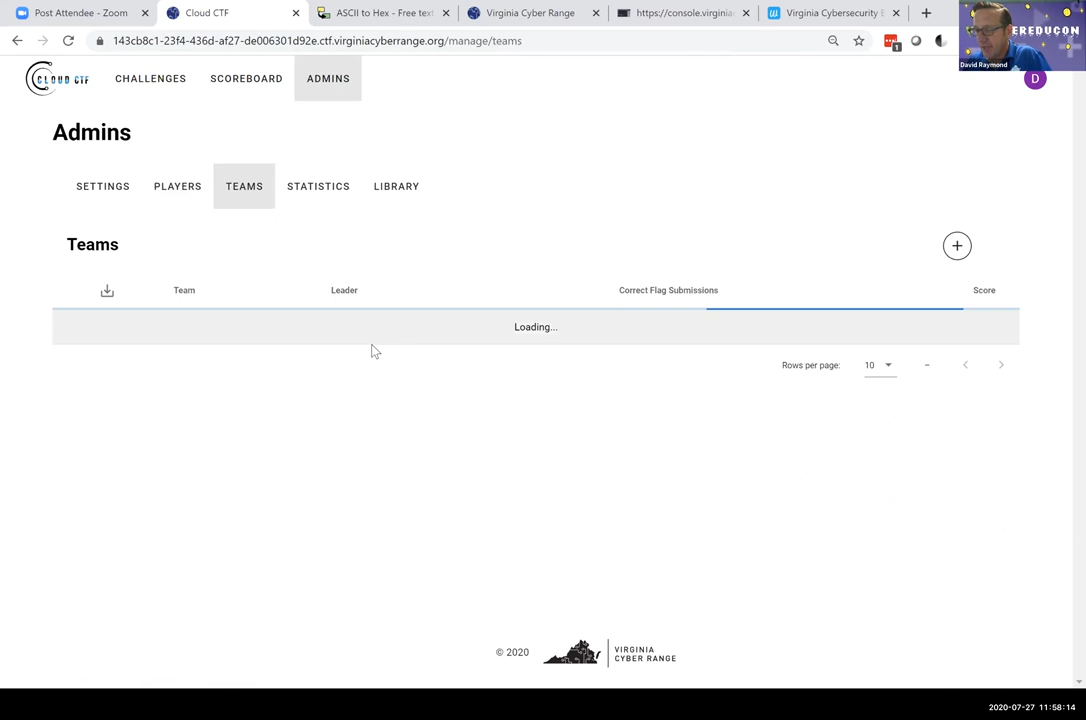 Post Attendee - Zoom
Cloud CTF
ASCII to Hex - Free text
Virginia Cyber Range
https://console.virginia
Virginia Cybersecurity E
143cb8c1-23f4-436d-af27-de006301d92e.ctf.virginiacyberrange.org/manage/teams
1
EREDUCON
David Raymond
CLOUD CTF
CHALLENGES
SCOREBOARD
ADMINS
D
Admins
SETTINGS
PLAYERS
TEAMS
STATISTICS
LIBRARY
Teams
Team
Leader
Correct Flag Submissions
Score
Loading...
Rows per page:
10
–
© 2020
VIRGINIA
CYBER RANGE
2020-07-27 11:58:14